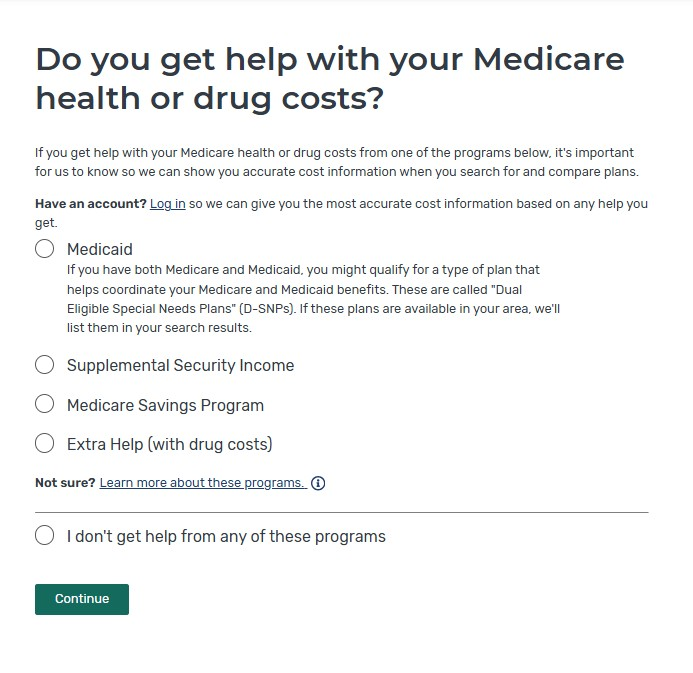 Do you get help with your Medicare
health or drug costs?
If you get help with your Medicare health or drug costs from one of the programs below, it's important
for us to know so we can show you accurate cost information when you search for and compare plans.
Have an account? Log in so we can give you the most accurate cost information based on any help you
get.
Medicaid
If you have both Medicare and Medicaid, you might qualify for a type of plan that
helps coordinate your Medicare and Medicaid benefits. These are called "Dual
Eligible Special Needs Plans" (D-SNPs). If these plans are available in your area, we'll
list them in your search results.
Supplemental Security Income
Medicare Savings Program
Extra Help (with drug costs)
Not sure? Learn more about these programs.
I don't get help from any of these programs
Continue